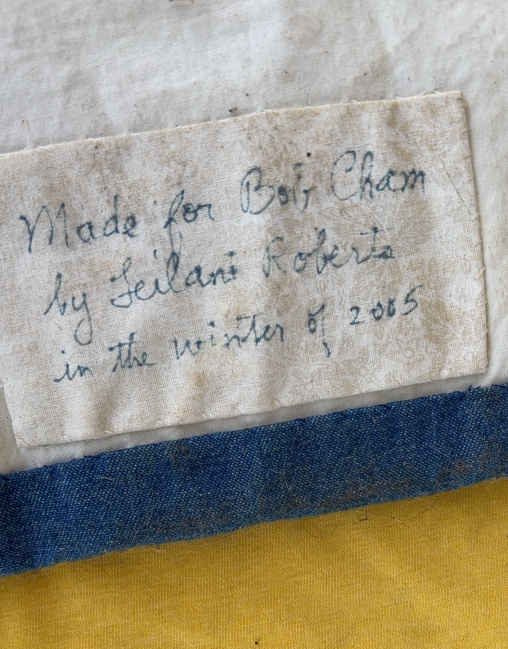 Made for Bob Cham
by Leilani Roberts
in the winter of 2005